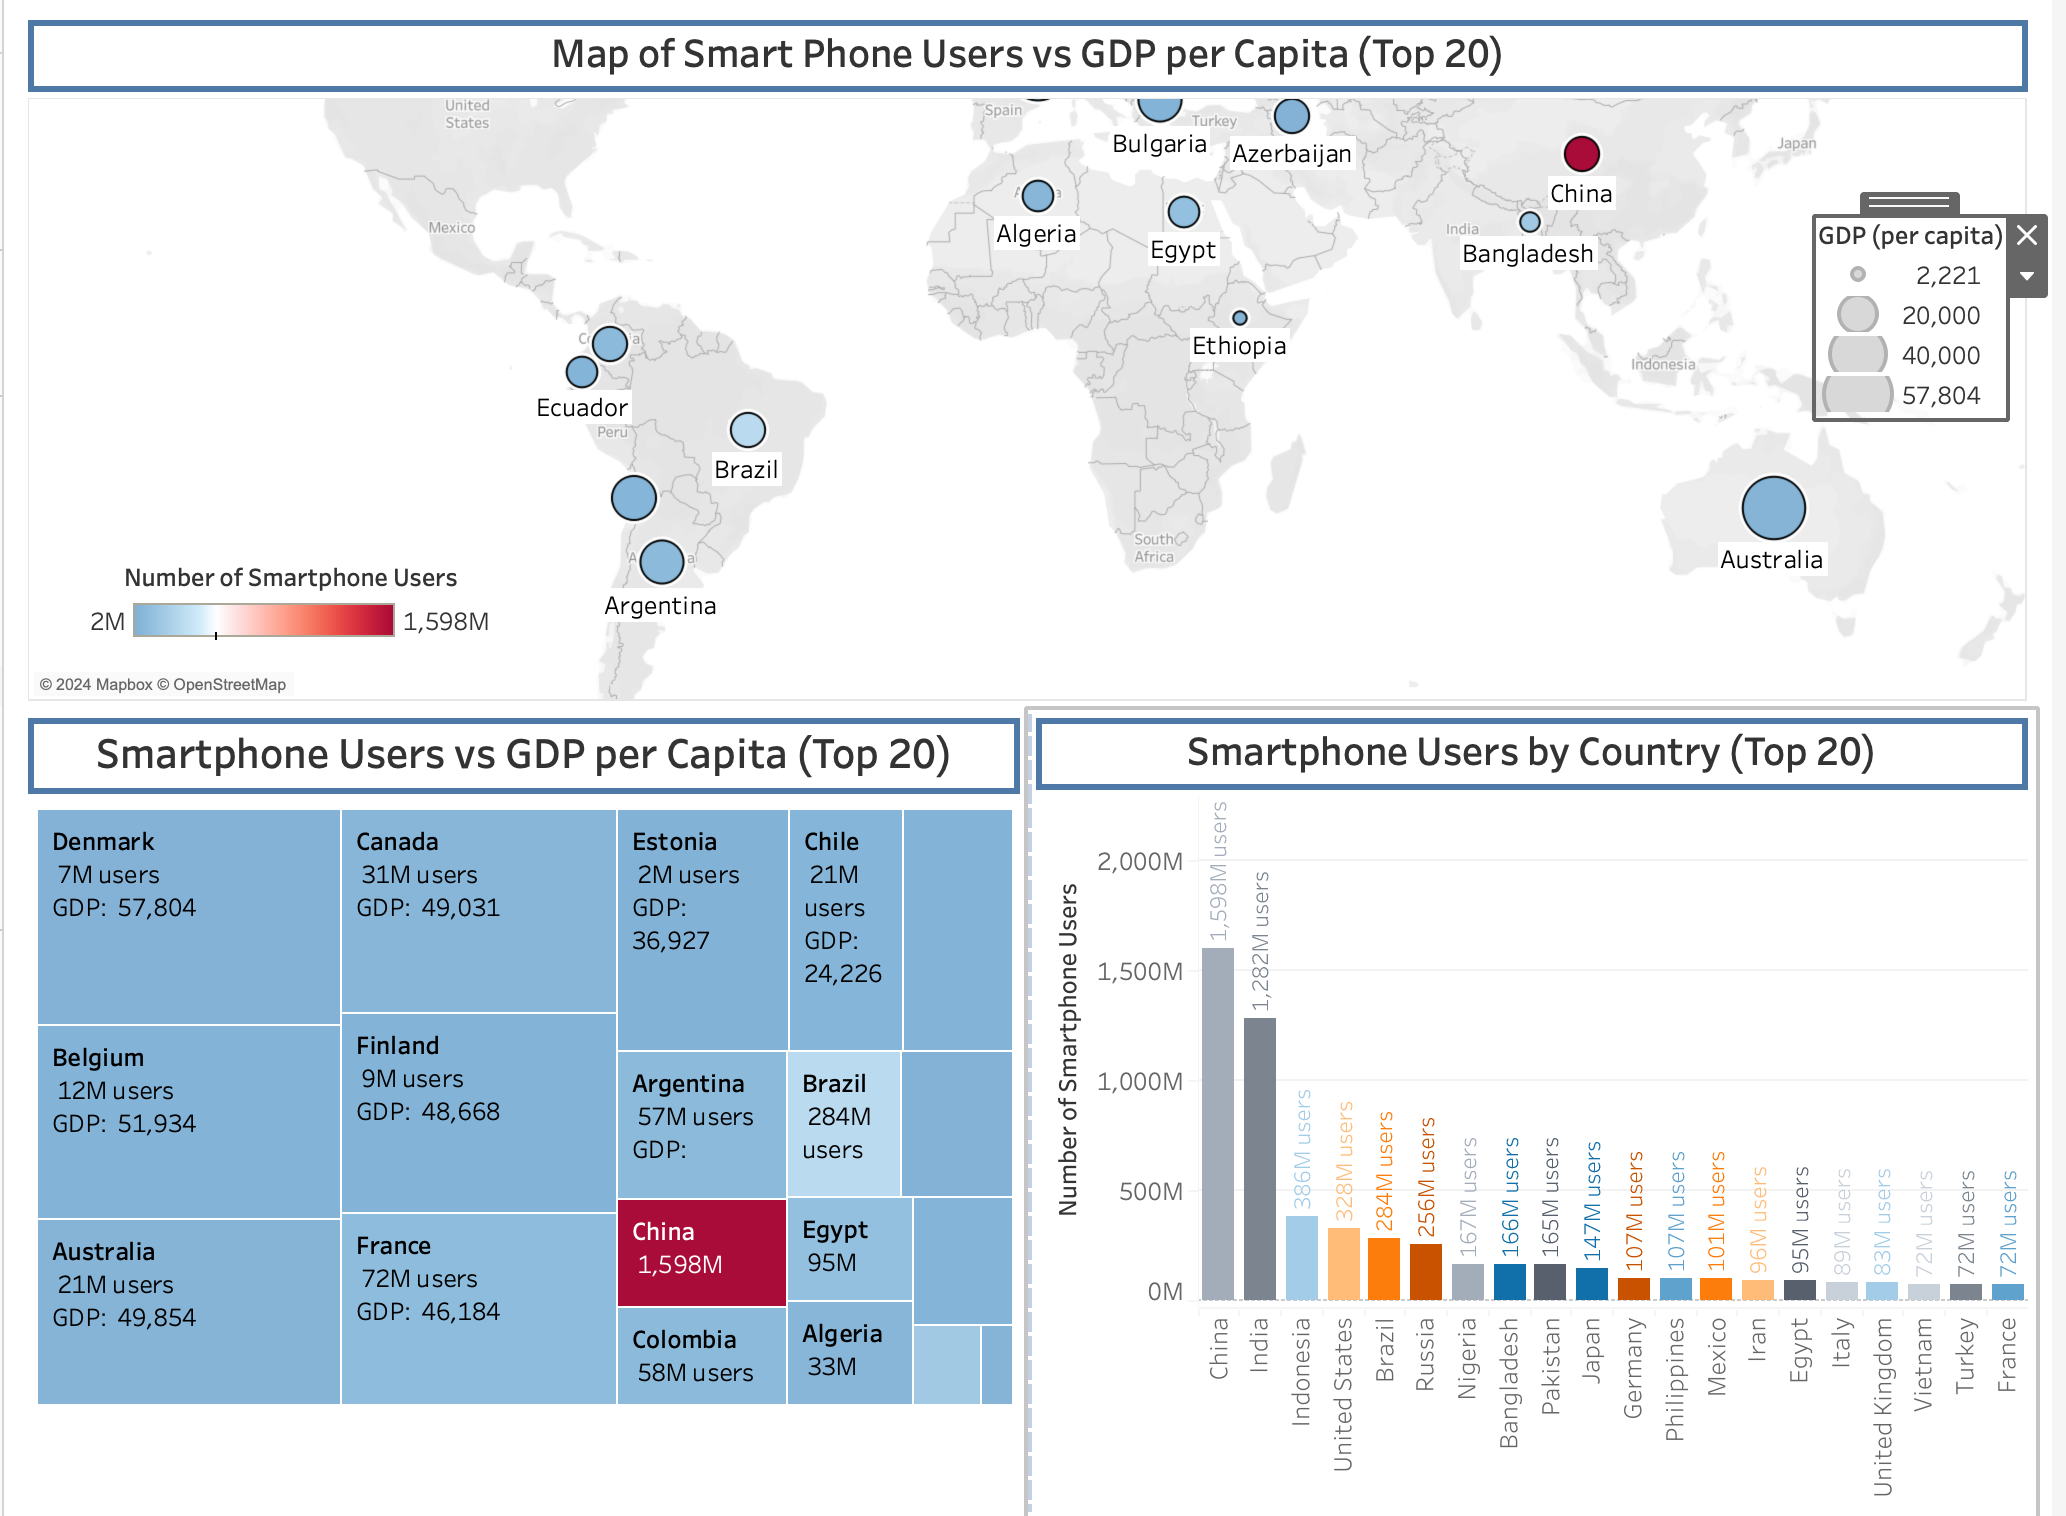 Map of Smart Phone Users vs GDP per Capita (Top 20)
United
States
Spain
Turkey
Japan
Bulgaria
Azerbaijan
China
Mexico
Algeria
Egypt
India
Bangladesh
GDP (per capita)
2,221
20,000
40,000
57,804
Ethiopia
Indonesia
Ecuador
Peru
Brazil
South
Africa
Australia
Argentina
Number of Smartphone Users
2M
1,598M
© 2024 Mapbox © OpenStreetMap
Smartphone Users vs GDP per Capita (Top 20)
Denmark
7M users
GDP: 57,804
Belgium
12M users
GDP: 51,934
Australia
21M users
GDP: 49,854
Canada
31M users
GDP: 49,031
Finland
9M users
GDP: 48,668
France
72M users
GDP: 46,184
Estonia
2M users
GDP:
36,927
Chile
21M
users
GDP:
24,226
Argentina
57M users
GDP:
Brazil
284M
users
China
1,598M
Egypt
95M
Colombia
58M users
Algeria
33M
Smartphone Users by Country (Top 20)
Number of Smartphone Users
2,000M
1,500M
1,000M
500M
0M
1,598M users
1,282M users
386M users
328M users
284M users
256M users
167M users
166M users
165M users
147M users
107M users
107M users
101M users
96M users
95M users
89M users
83M users
72M users
72M users
72M users
China
India
Indonesia
United States
Brazil
Russia
Nigeria
Bangladesh
Pakistan
Japan
Germany
Philippines
Mexico
Iran
Egypt
Italy
United Kingdom
Vietnam
Turkey
France